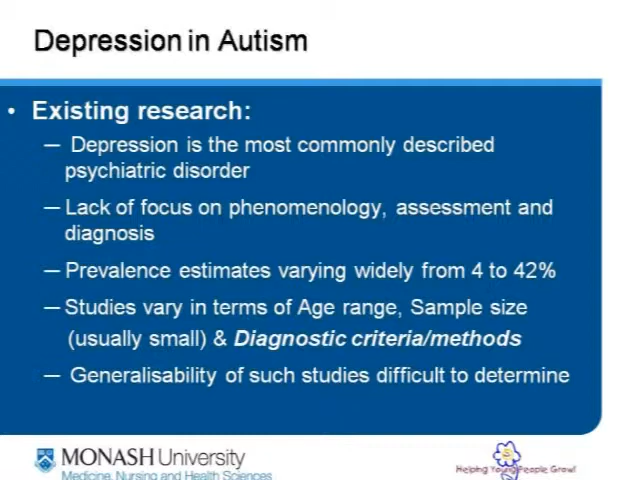 Depression in Autism
• Existing research:
— Depression is the most commonly described
psychiatric disorder
— Lack of focus on phenomenology, assessment and
diagnosis
— Prevalence estimates varying widely from 4 to 42%
— Studies vary in terms of Age range, Sample size
(usually small) & Diagnostic criteria/methods
— Generalisability of such studies difficult to determine
MONASH University
Medicine, Nursing and Health Sciences
Helping Young People Grow!